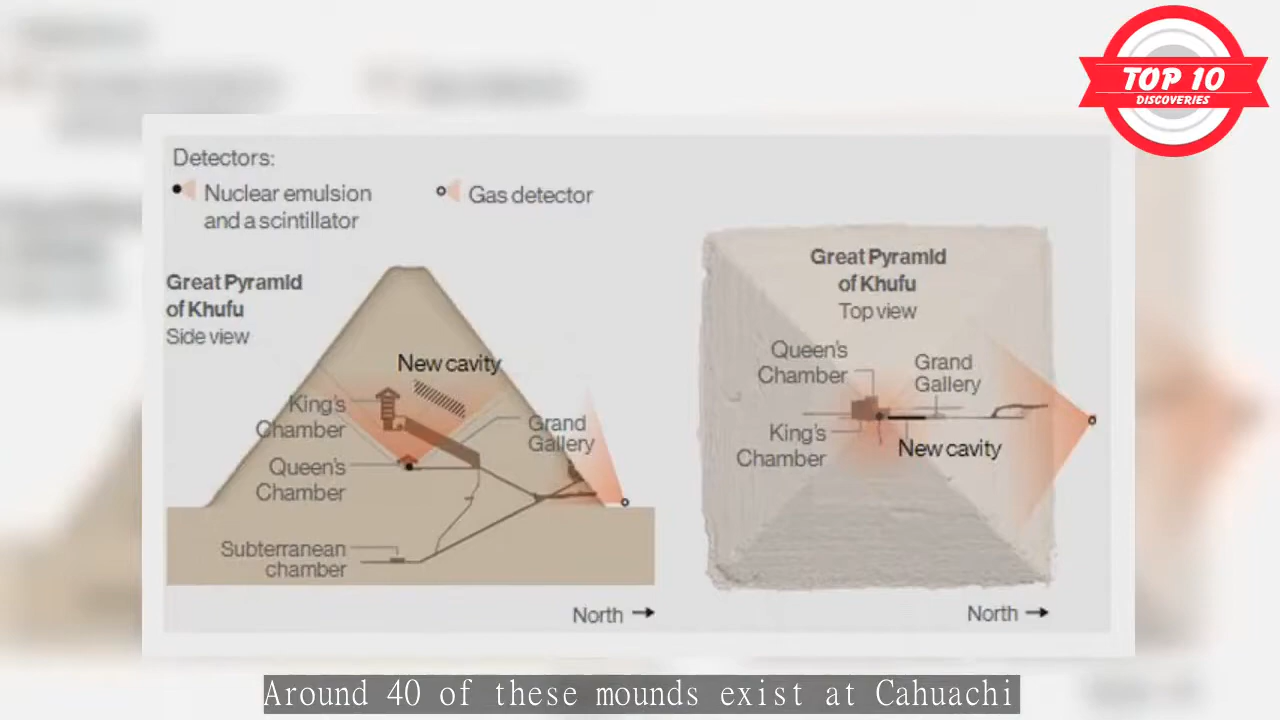 TOP 10
DISCOVERIES
Detectors:
Nuclear emulsion
and a scintillator
Gas detector
Great Pyramid
of Khufu
Side view
New cavity
King's
Chamber
Grand
Gallery
Queen's
Chamber
Subterranean
chamber
North
Great Pyramid
of Khufu
Top view
Queen's
Chamber
Grand
Gallery
King's
Chamber
New cavity
North
Around 40 of these mounds exist at Cahuachi